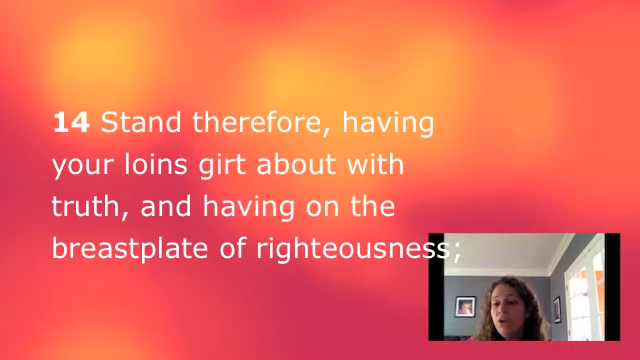 14 Stand therefore, having
your loins girt about with
truth, and having on the
breastplate of righteousness;